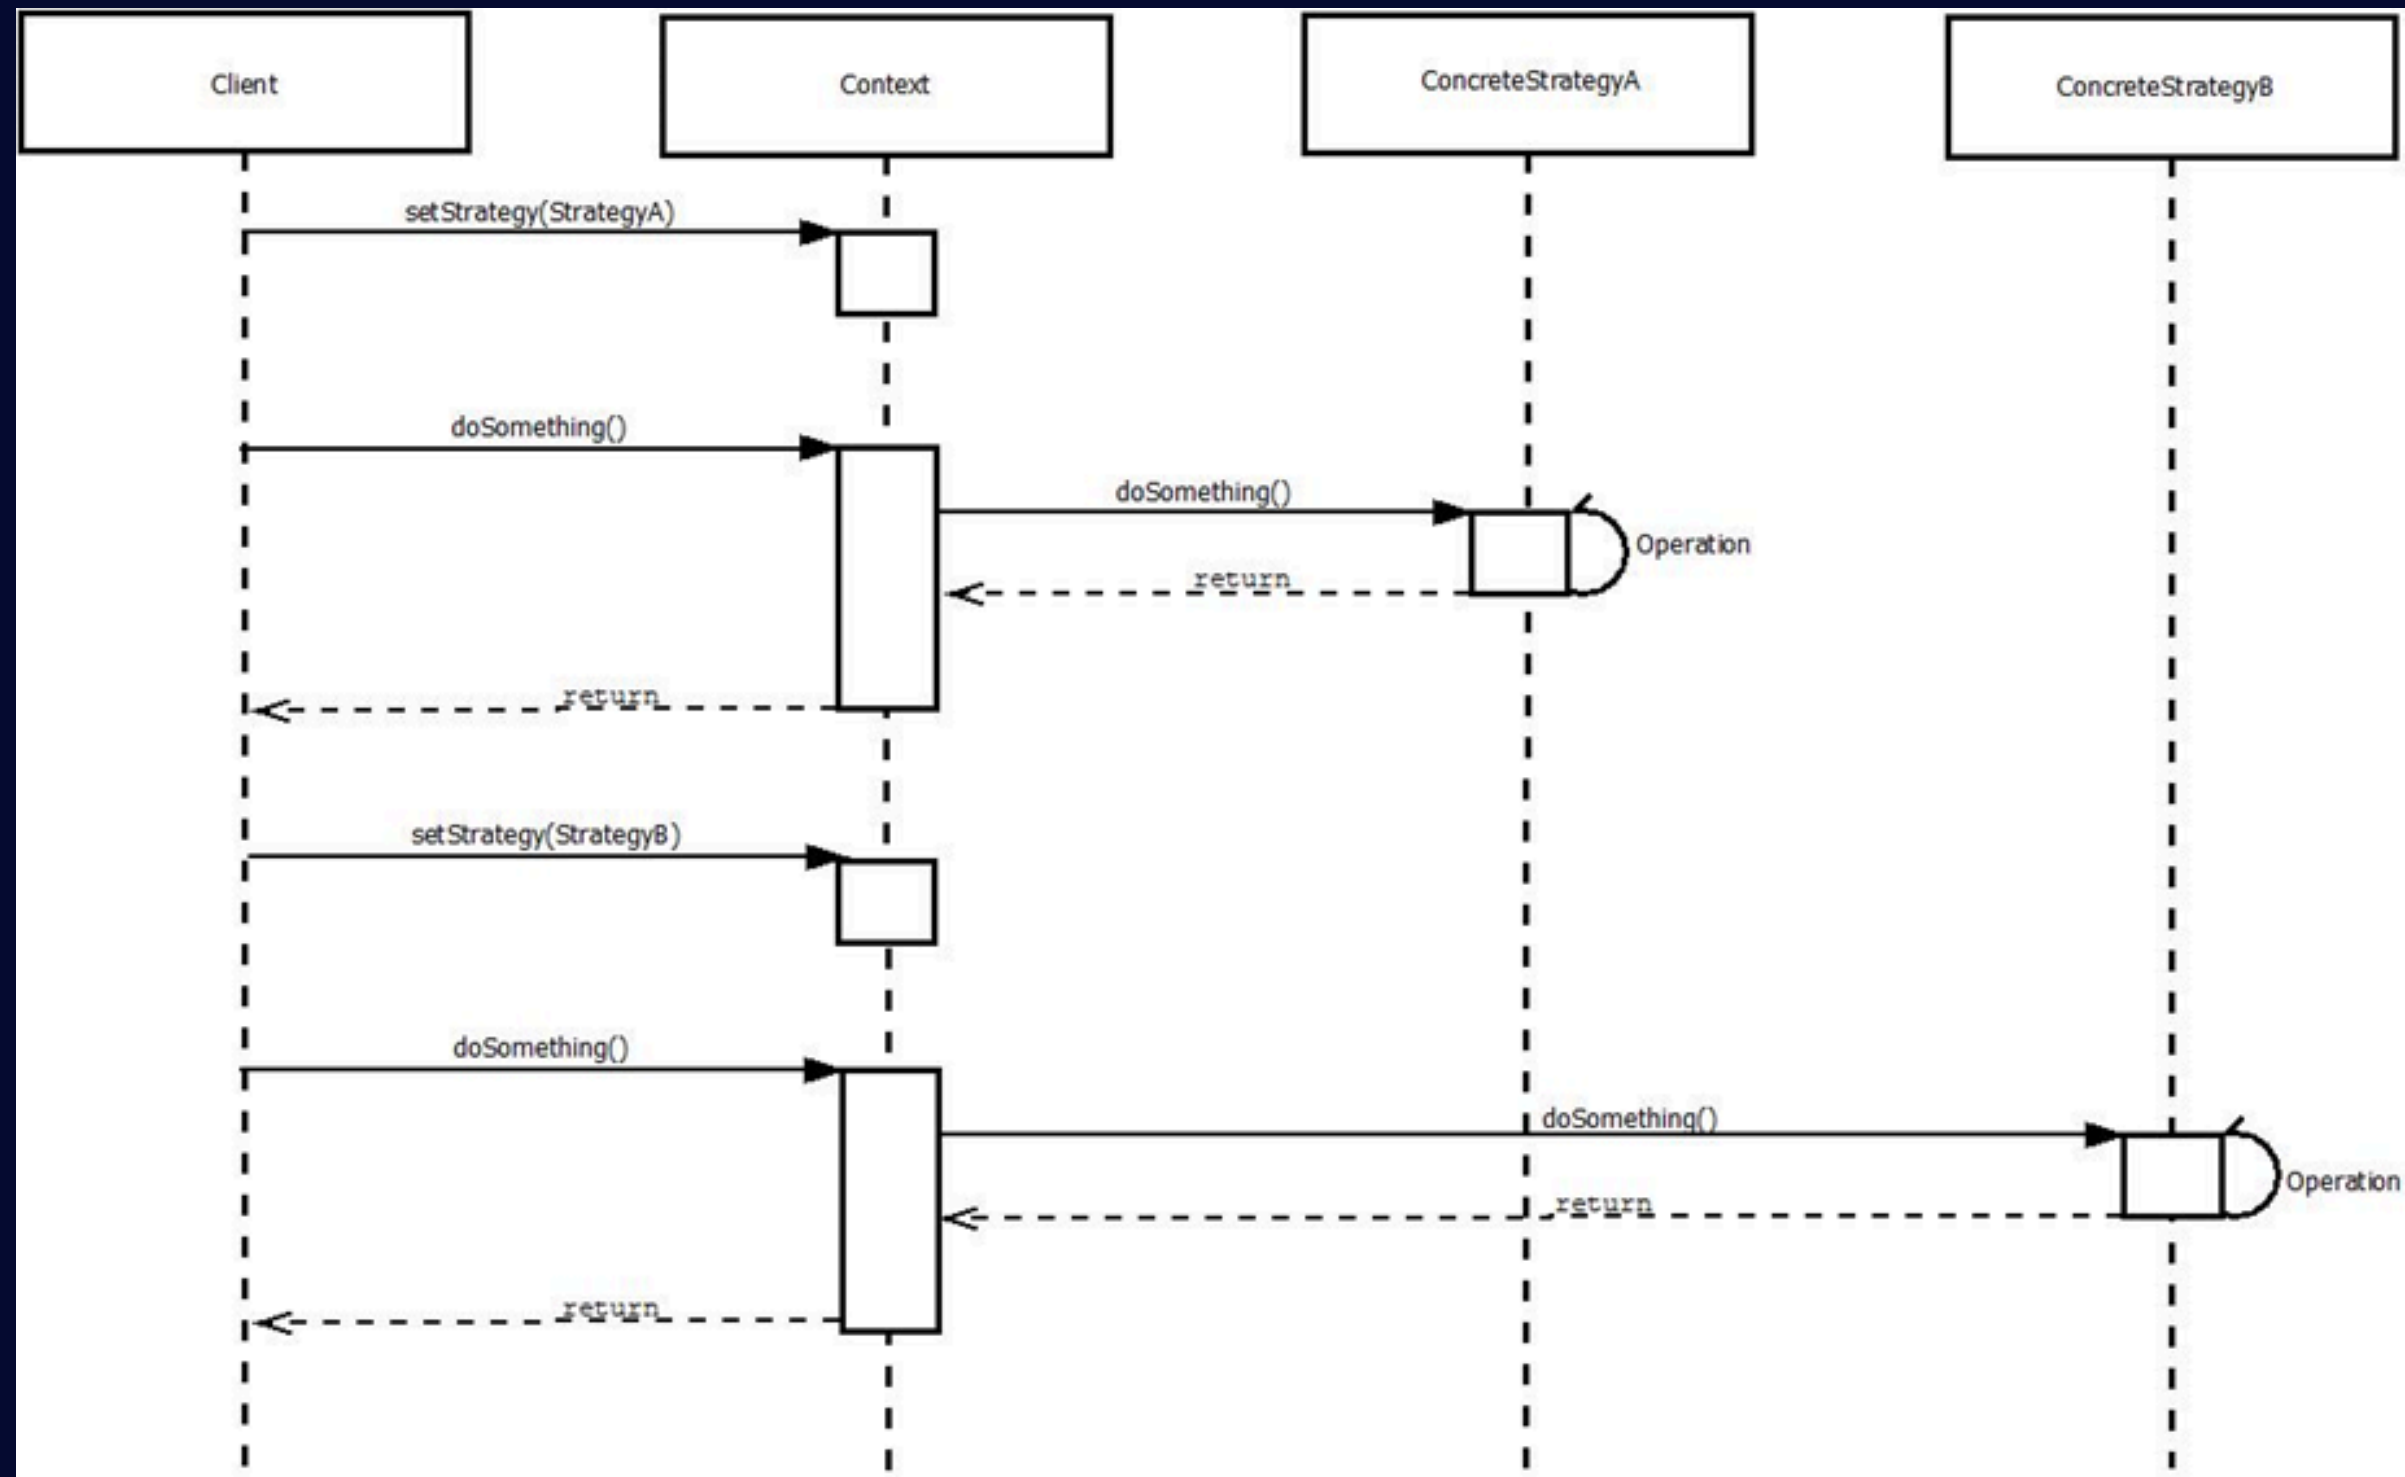 Client
Context
ConcreteStrategyA
ConcreteStrategyB
setStrategy(StrategyA)
doSomething()
doSomething()
Operation
return
return
setStrategy(StrategyB)
doSomething()
doSomething()
Operation
return
return